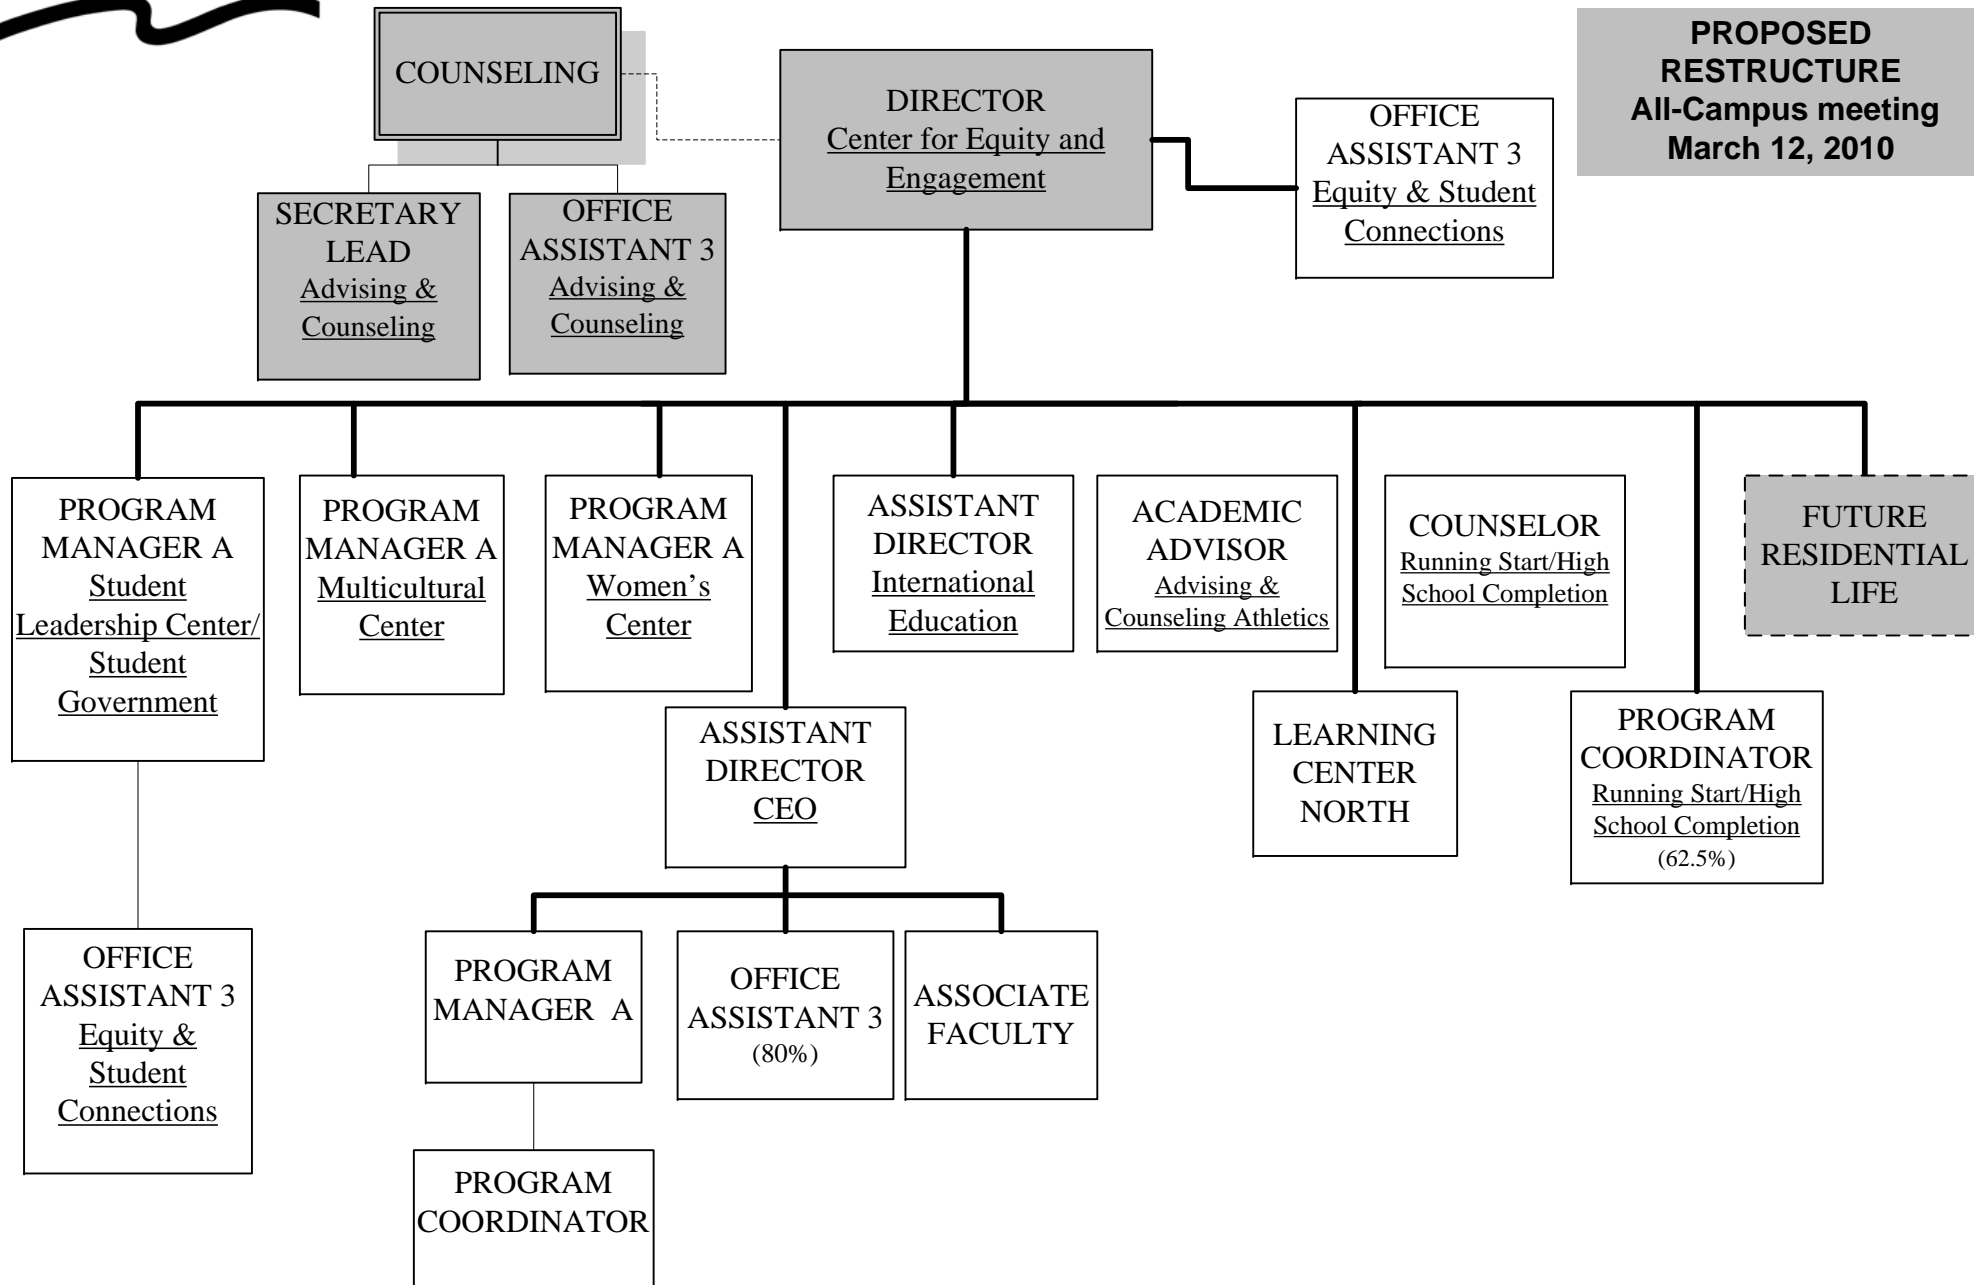 COUNSELING
DIRECTOR
Center for Equity and
Engagement
OFFICE
ASSISTANT 3
Equity & Student
Connections
PROPOSED
RESTRUCTURE
All-Campus meeting
March 12, 2010
SECRETARY
LEAD
Advising &
Counseling
OFFICE
ASSISTANT 3
Advising &
Counseling
PROGRAM
MANAGER A
Student
Leadership Center/
Student
Government
PROGRAM
MANAGER A
Multicultural
Center
PROGRAM
MANAGER A
Women’s
Center
ASSISTANT
DIRECTOR
International
Education
ACADEMIC
ADVISOR
Advising &
Counseling Athletics
COUNSELOR
Running Start/High
School Completion
FUTURE
RESIDENTIAL
LIFE
ASSISTANT
DIRECTOR
CEO
LEARNING
CENTER
NORTH
PROGRAM
COORDINATOR
Running Start/High
School Completion
(62.5%)
OFFICE
ASSISTANT 3
Equity &
Student
Connections
PROGRAM
MANAGER A
OFFICE
ASSISTANT 3
(80%)
ASSOCIATE
FACULTY
PROGRAM
COORDINATOR